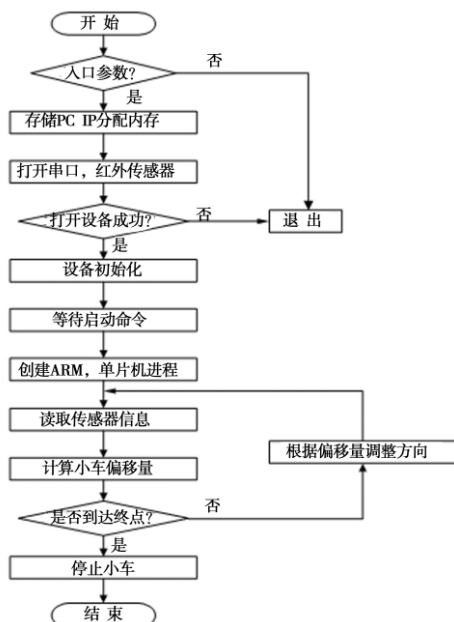 开 始
入口参数?
否
是
存储PC IP分配内存
打开串口，红外传感器
打开设备成功?
否
退 出
是
设备初始化
等待启动命令
创建ARM，单片机进程
读取传感器信息
根据偏移量调整方向
计算小车偏移量
是否到达终点?
否
是
停止小车
结 束